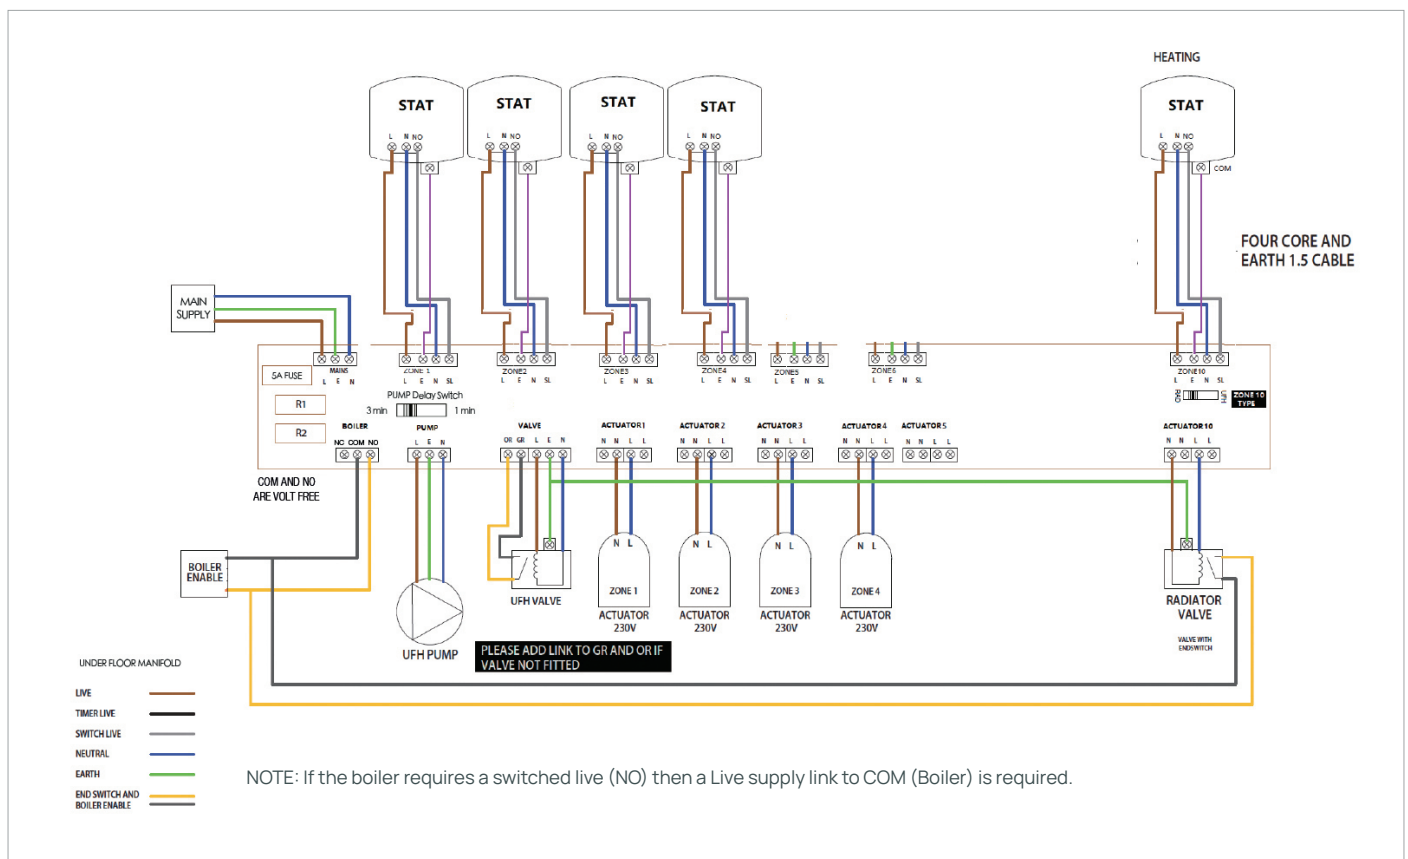 HEATING
STAT
STAT
STAT
STAT
STAT
L N NO
L N NO
L N NO
L N NO
L N NO
COM
FOUR CORE AND
EARTH 1.5 CABLE
MAIN
SUPPLY
5A FUSE
R1
R2
MAINS
L E N
ZONE 1
L E N SL
ZONE2
L E N SL
ZONE3
L E N SL
ZONE4
L E N SL
ZONE5
L E N SL
ZONE6
L E N SL
ZONE10
L E N SL
PUMP Delay Switch
3 min
1 min
RAD
UFH
ZONE 10
TYPE
BOILER
NC COM NO
PUMP
L E N
VALVE
OR GR L E N
ACTUATOR1
N N L L
ACTUATOR 2
N N L L
ACTUATOR 3
N N L L
ACTUATOR 4
N N L L
ACTUATOR 5
N N L L
ACTUATOR10
N N L L
COM AND NO
ARE VOLT FREE
BOILER
ENABLE
UFH PUMP
UFH VALVE
N L
ZONE 1
ACTUATOR
230V
N L
ZONE 2
ACTUATOR
230V
N L
ZONE 3
ACTUATOR
230V
N L
ZONE 4
ACTUATOR
230V
RADIATOR
VALVE
VALVE WITH
ENDSWITCH
PLEASE ADD LINK TO GR AND OR IF
VALVE NOT FITTED
UNDER FLOOR MANIFOLD
LIVE
TIMER LIVE
SWITCH LIVE
NEUTRAL
EARTH
END SWITCH AND
BOILER ENABLE
NOTE: If the boiler requires a switched live (NO) then a Live supply link to COM (Boiler) is required.